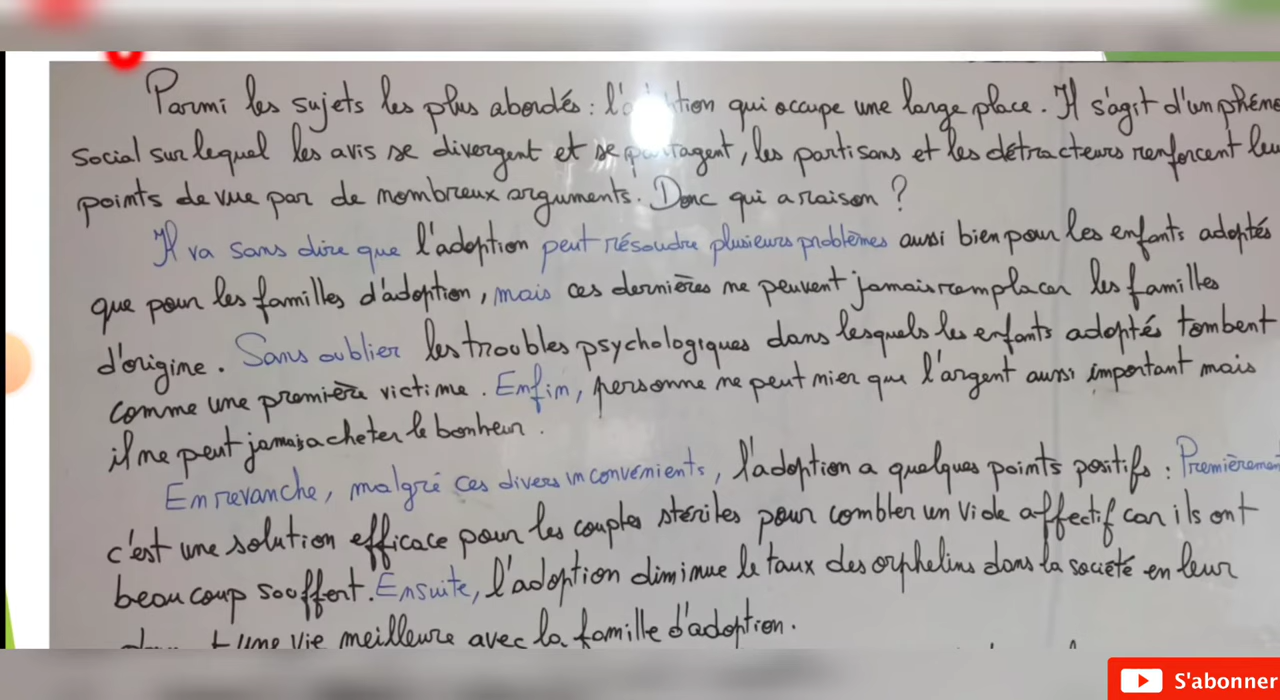 Parmi les sujets les plus abordés : l'adoption qui occupe une large place. Il s'agit d'un phéno
social sur lequel les avis se divergent et se partagent, les partisans et les détracteurs renforcent leu
points de vue par de nombreux arguments. Donc qui a raison ?
Il va sans dire que l'adoption peut résoudre plusieurs problèmes aussi bien pour les enfants adoptés
que pour les familles d'adoption, mais ces dernières ne peuvent jamais remplacer les familles
d'origine. Sans oublier les troubles psychologiques dans lesquels les enfants adoptés tombent
comme une première victime. Enfin, personne ne peut nier que l'argent aussi important mais
il ne peut jamais acheter le bonheur.
En revanche, malgré ces divers inconvénients, l'adoption a quelques points positifs : Premièrement
c'est une solution efficace pour les couples stériles pour combler un vide affectif car ils ont
beaucoup souffert. Ensuite, l'adoption diminue le taux des orphelins dans la société en leur
une vie meilleure avec la famille d'adoption.
S'abonner